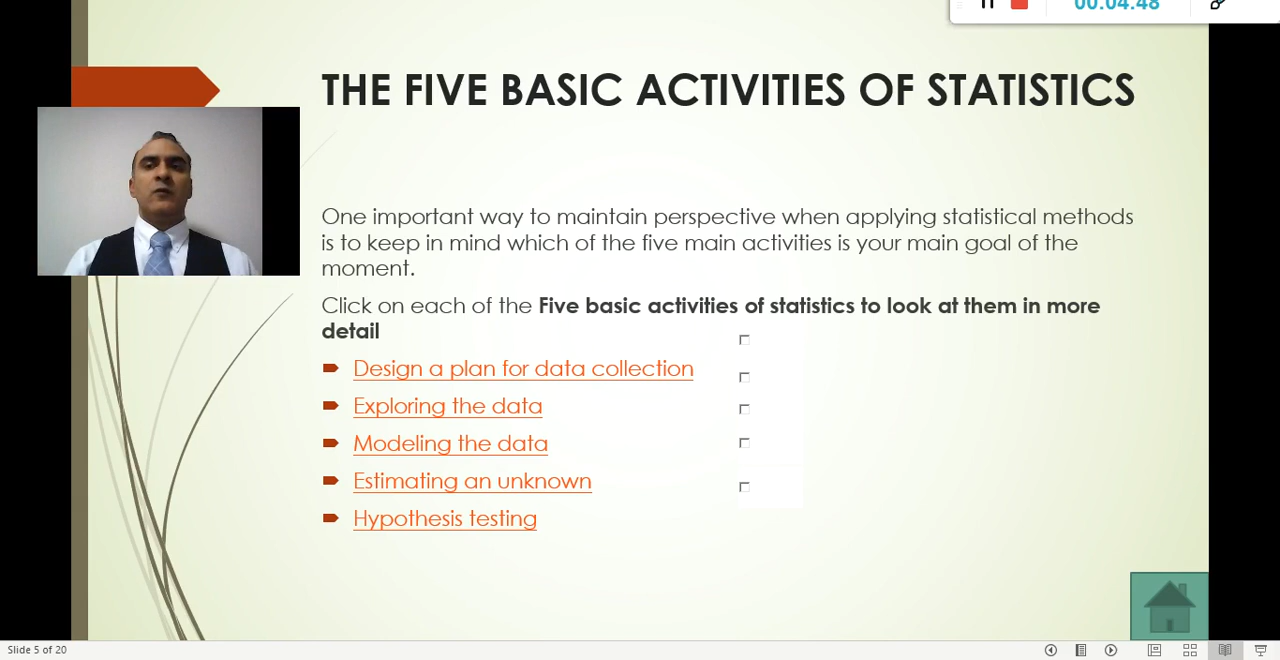 00:04:48
THE FIVE BASIC ACTIVITIES OF STATISTICS
One important way to maintain perspective when applying statistical methods
is to keep in mind which of the five main activities is your main goal of the
moment.
Click on each of the Five basic activities of statistics to look at them in more
detail
Design a plan for data collection
Exploring the data
Modeling the data
Estimating an unknown
Hypothesis testing
Slide 5 of 20